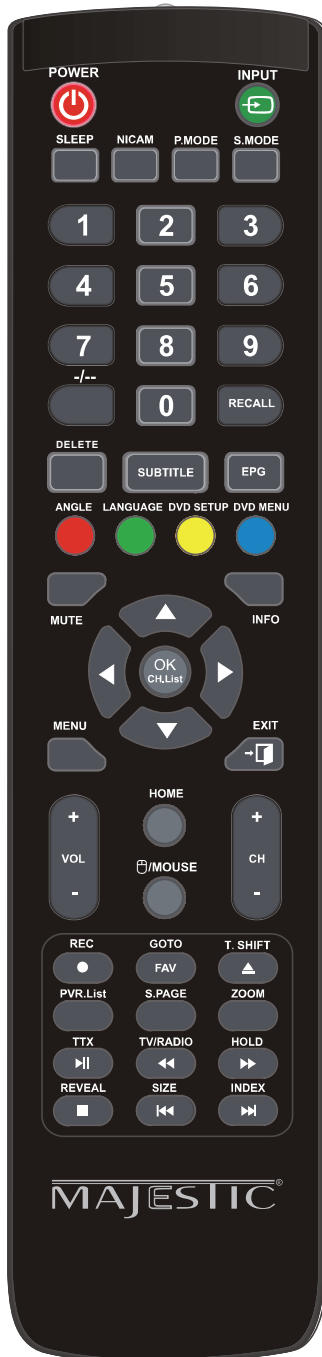 POWER INPUT
SLEEP NICAM P.MODE S.MODE
1 2 3
4 5 6
7 8 9
-/--
0 RECALL
DELETE
SUBTITLE EPG
ANGLE LANGUAGE DVD SETUP DVD MENU
MUTE INFO
OK
CH.List
MENU EXIT
HOME
+ +
VOL CH
/MOUSE
- -
REC GOTO T. SHIFT
FAV
PVR.List S.PAGE ZOOM
TTX TV/RADIO HOLD
REVEAL SIZE INDEX
MAJESTIC®